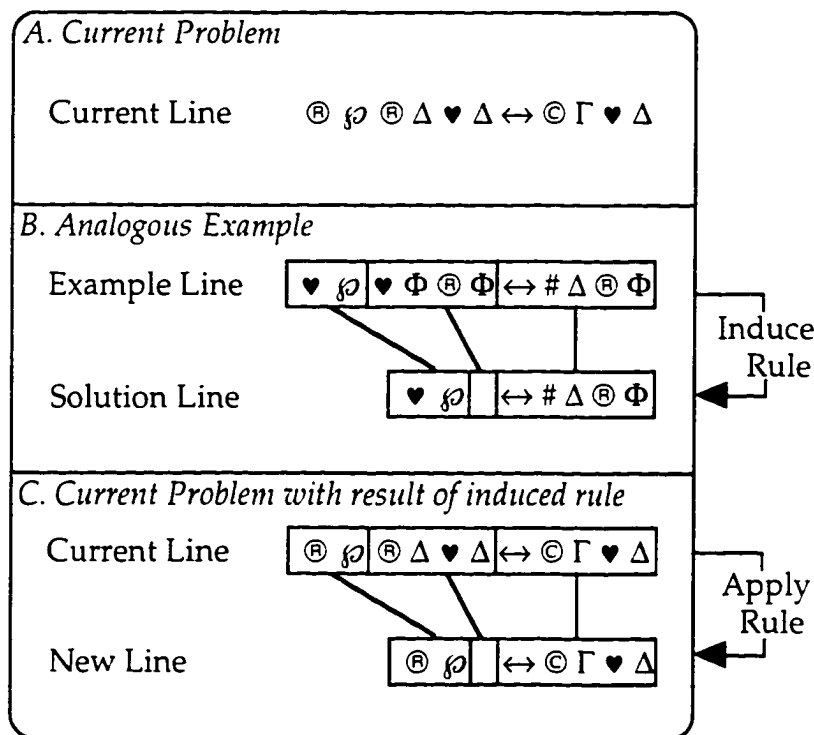 A. Current Problem
Current Line ® ℘ ® Δ ♥ Δ ↔ © Γ ♥ Δ
B. Analogous Example
Example Line ♥ ℘ ♥ Φ ® Φ ↔ # Δ ® Φ
Induce
Rule
Solution Line ♥ ℘ ↔ # Δ ® Φ
C. Current Problem with result of induced rule
Current Line ® ℘ ® Δ ♥ Δ ↔ © Γ ♥ Δ
Apply
Rule
New Line ® ℘ ↔ © Γ ♥ Δ